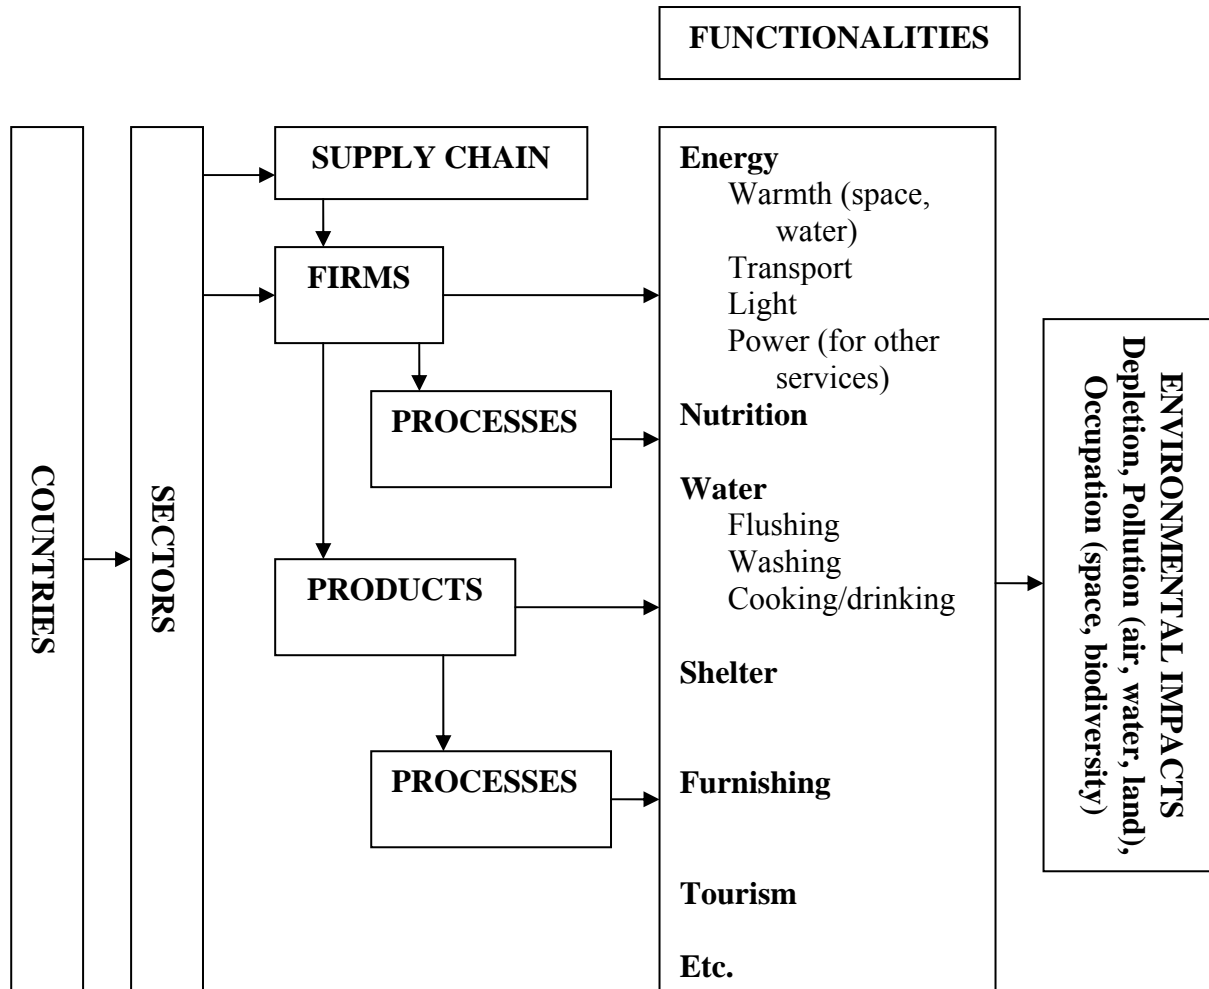 FUNCTIONALITIES
COUNTRIES
SECTORS
SUPPLY CHAIN
FIRMS
PROCESSES
PRODUCTS
PROCESSES
Energy
Warmth (space,
water)
Transport
Light
Power (for other
services)
Nutrition
Water
Flushing
Washing
Cooking/drinking
Shelter
Furnishing
Tourism
Etc.
ENVIRONMENTAL IMPACTS
Depletion, Pollution (air, water, land),
Occupation (space, biodiversity)